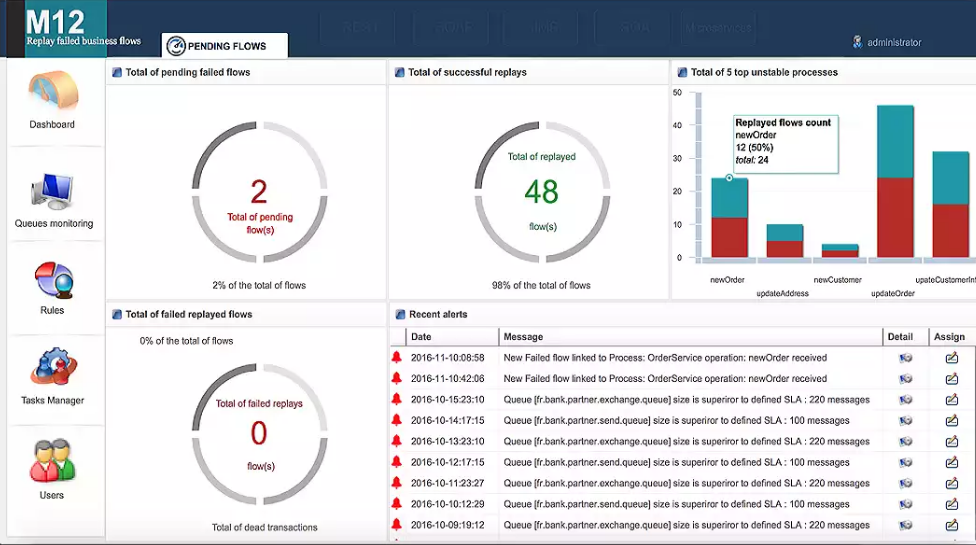 M12
Replay failed business flows
PENDING FLOWS
administrator
Dashboard
Queues monitoring
Rules
Tasks Manager
Users
Total of pending failed flows
2
Total of pending
flow(s)
2% of the total of flows
Total of successful replays
Total of replayed
48
flow(s)
98% of the total of flows
Total of 5 top unstable processes
50
40
30
20
10
0
Replayed flows count
newOrder
12 (50%)
total: 24
newOrder
updateAddress
newCustomer
updateOrder
upateCustomerInf
Total of failed replayed flows
0% of the total of flows
Total of failed replays
0
flow(s)
Total of dead transactions
Recent alerts
Date Message Detail Assign
2016-11-10:08:58 New Failed flow linked to Process: OrderService operation: newOrder received
2016-11-10:42:06 New Failed flow linked to Process: OrderService operation: newOrder received
2016-10-15:23:10 Queue [fr.bank.partner.exchange.queue] size is superiror to defined SLA : 220 messages
2016-10-14:17:15 Queue [fr.bank.partner.send.queue] size is superiror to defined SLA : 100 messages
2016-10-13:23:10 Queue [fr.bank.partner.exchange.queue] size is superiror to defined SLA : 220 messages
2016-10-12:17:15 Queue [fr.bank.partner.send.queue] size is superiror to defined SLA : 100 messages
2016-10-11:23:27 Queue [fr.bank.partner.exchange.queue] size is superiror to defined SLA : 220 messages
2016-10-10:12:29 Queue [fr.bank.partner.send.queue] size is superiror to defined SLA : 100 messages
2016-10-09:19:12 Queue [fr.bank.partner.exchange.queue] size is superiror to defined SLA : 220 messages